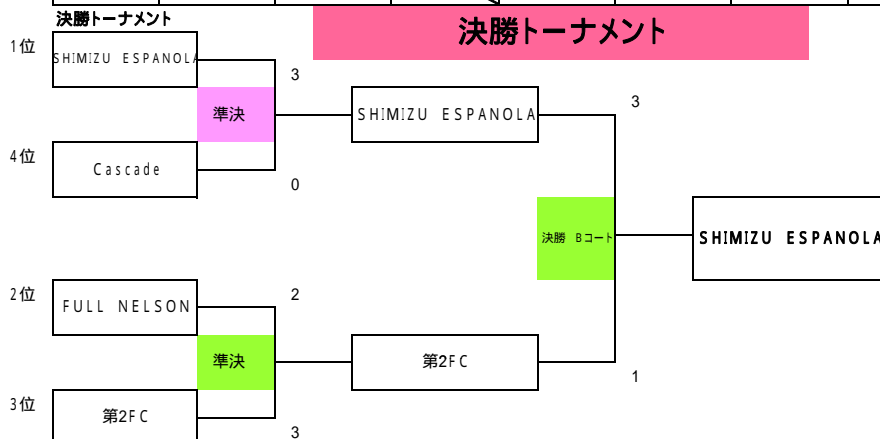 決勝トーナメント
決勝トーナメント
1位
SHIMIZU ESPANOLA
3
準決
SHIMIZU ESPANOLA
3
4位
Cascade
0
決勝 Bコート
SHIMIZU ESPANOLA
2位
FULL NELSON
2
準決
第2FC
1
3位
第2FC
3